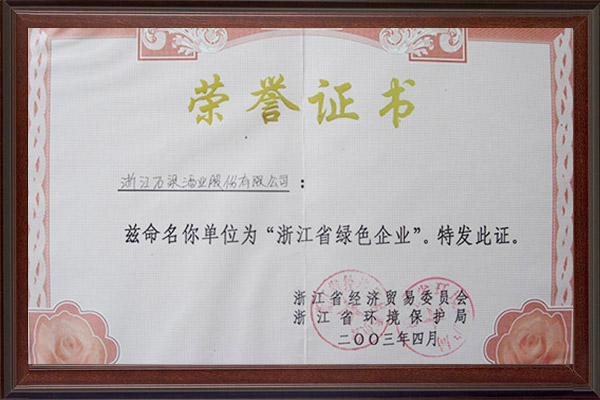 荣誉证书
浙江石梁酒业股份有限公司：
兹命名你单位为“浙江省绿色企业”。特发此证。
浙江省经济贸易委员会
浙江省环境保护局
二〇〇三年四月